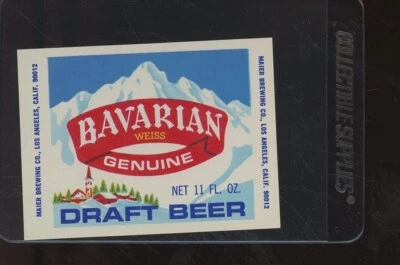 BAVARIAN
WEISS
GENUINE
NET 11 FL. OZ.
DRAFT BEER
MAIER BREWING CO., LOS ANGELES, CALIF. 90012
MAIER BREWING CO., LOS ANGELES, CALIF. 90012
COLLECTIBLE SUPPLIES